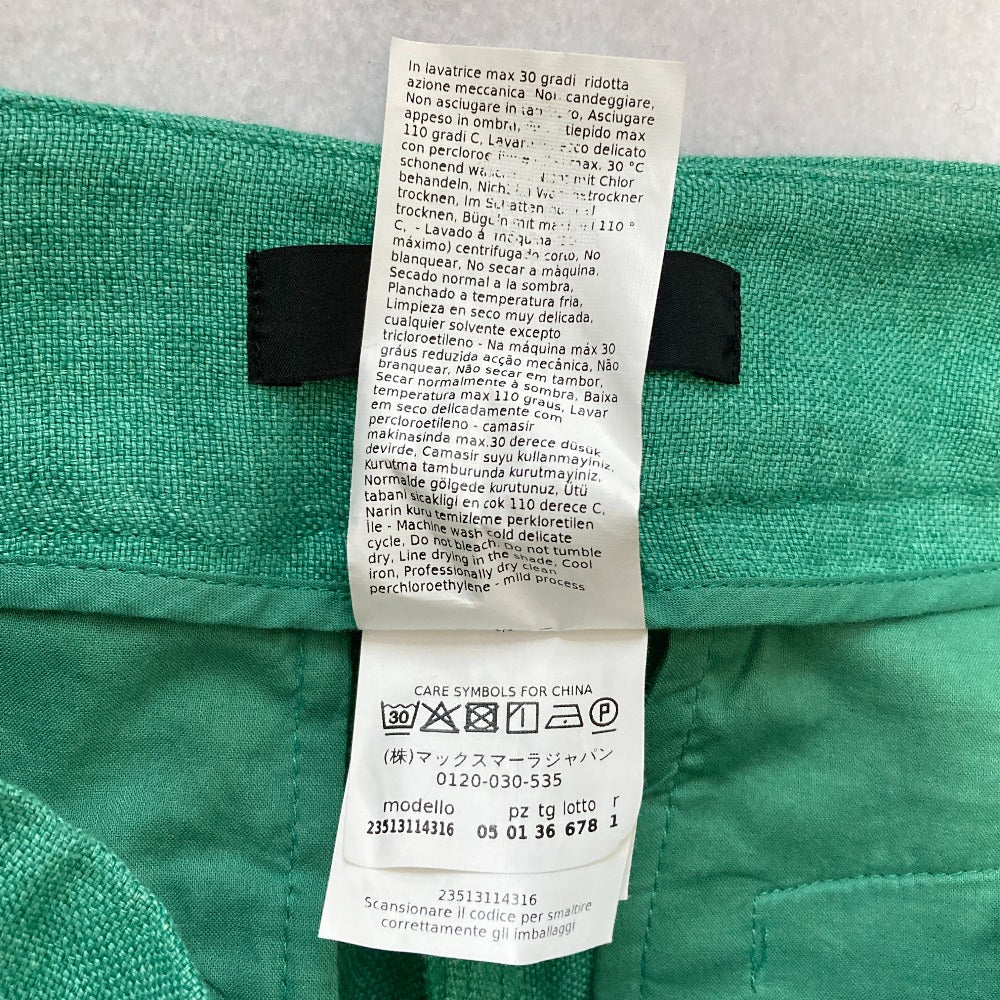 In lavatrice max 30 gradi ridotta
azione meccanica Non candeggiare,
Non asciugare in Asciugare
appeso in ombra, tiepido max
110 gradi C, delicato
con max. 30 °C
schonend mit Chlor
behandeln,
trocknen, Im Schatten
trocknen, Bügeln mit 110 °
C, - Lavado á
máximo) centrifugado corto, No
blanquear, No secar a màquina,
Secado normal a la sombra,
Planchado a temperatura fria,
Limpieza en seco muy delicada,
cualquier solvente excepto
tricloroetileno - Na máquina máx 30
gráus reduzida acção mecànica, Não
branquear, Não secar em tambor,
Secar normalmente à sombra, Baixa
temperatura max 110 graus, Lavar
em seco delicadamente com
percloroetileno - camasir
makinasinda max.30 derece düsük
devirde, Camasir suyu kullanmayiniz,
Kurutma tamburunda kurutmayiniz,
Normalde gölgede kurutunuz, Ütü
tabani sicakligi en cok 110 derece C,
Narin kuru temizleme perkloretilen
İle - Machine wash cold delicate
cycle, Do not bleach, Do not tumble
dry, Line drying in the shade, Cool
iron, Professionally dry clean
perchloroethylene - mild process
CARE SYMBOLS FOR CHINA
30 P
(株)マックスマーラジャパン
0120-030-535
modello pz tg lotto r
23513114316 05 01 36 678 1
23513114316
Scansionare il codice per smaltire
correttamente gli imballaggi